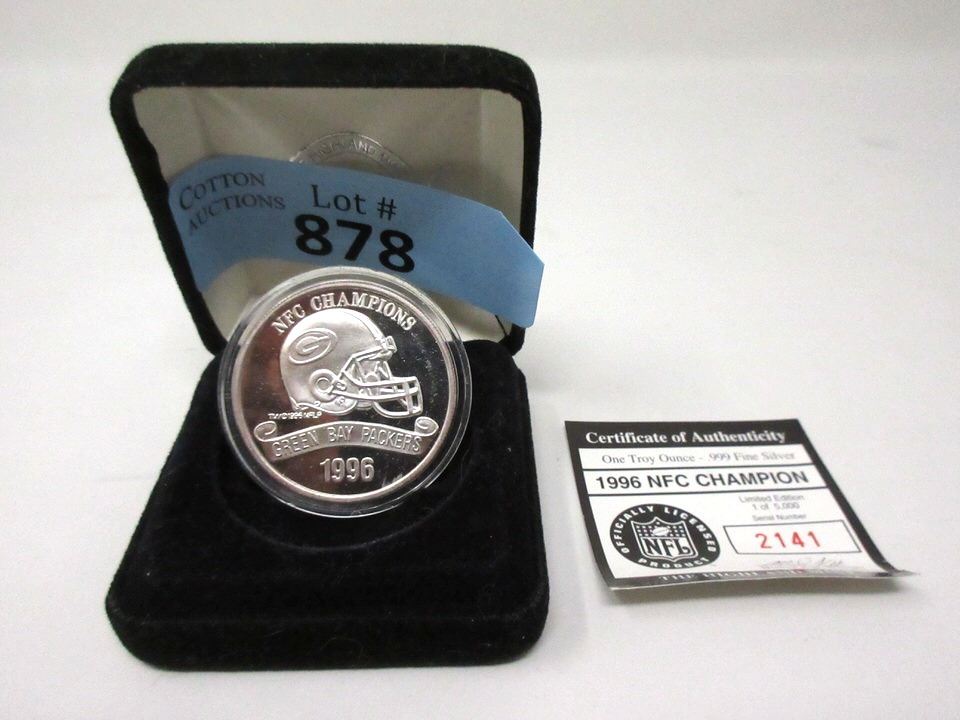 COTTON
AUCTIONS
Lot #
878
NFC CHAMPIONS
G
GREEN BAY PACKERS
1996
Certificate of Authenticity
One Troy Ounce - .999 Fine Silver
1996 NFC CHAMPION
Limited Edition
1 of 5,000
Serial Number
2141
OFFICIALLY LICENSED
NFL
PRODUCT